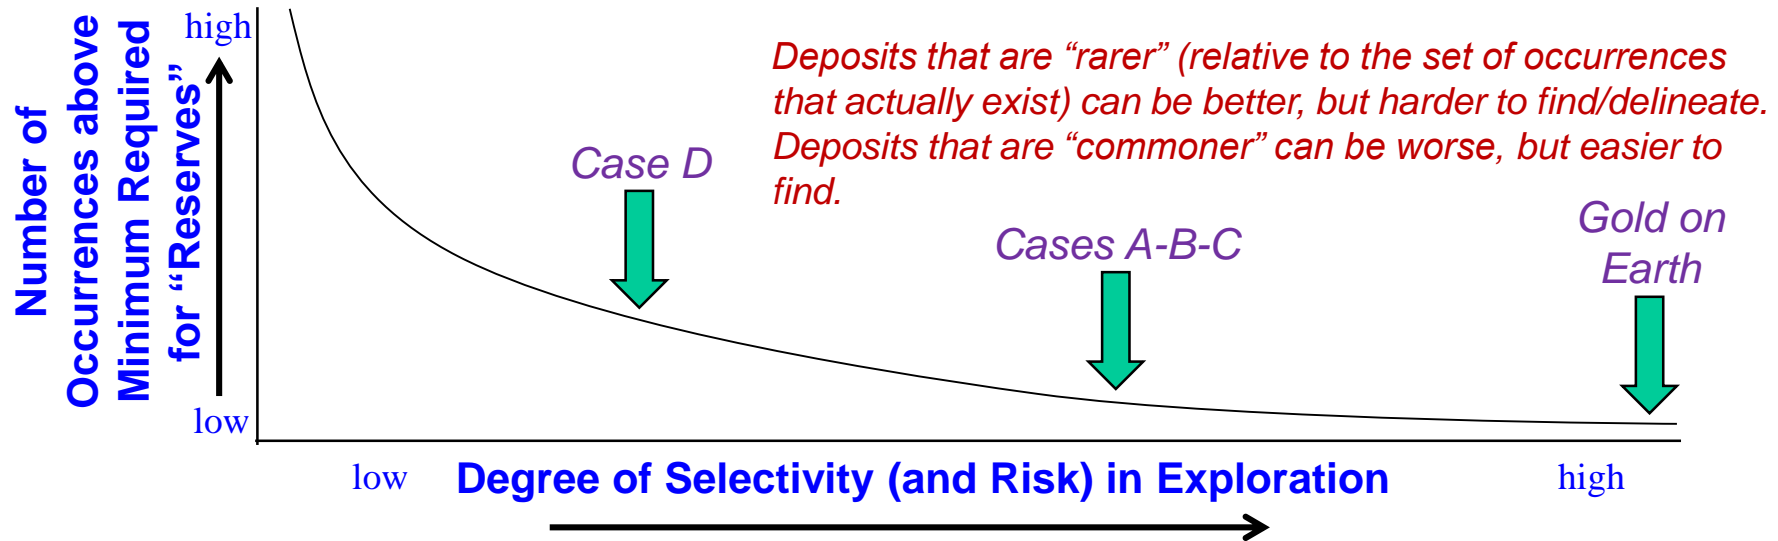 Number of
Occurrences above
Minimum Required
for “Reserves”
high
low
Deposits that are “rarer” (relative to the set of occurrences
that actually exist) can be better, but harder to find/delineate.
Deposits that are “commoner” can be worse, but easier to
find.
Case D
Cases A-B-C
Gold on
Earth
low
Degree of Selectivity (and Risk) in Exploration
high